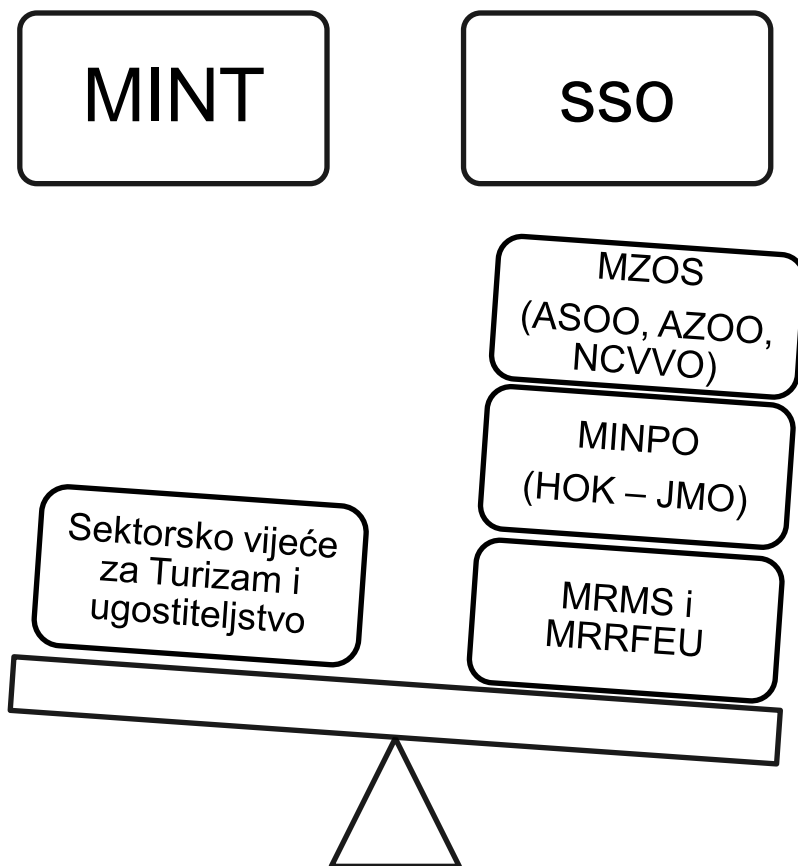 MINT
sso
MZOS
(ASOO, AZOO,
NCVVO)
MINPO
(HOK – JMO)
Sektorsko vijeće
za Turizam i
ugostiteljstvo
MRMS i
MRRFEU